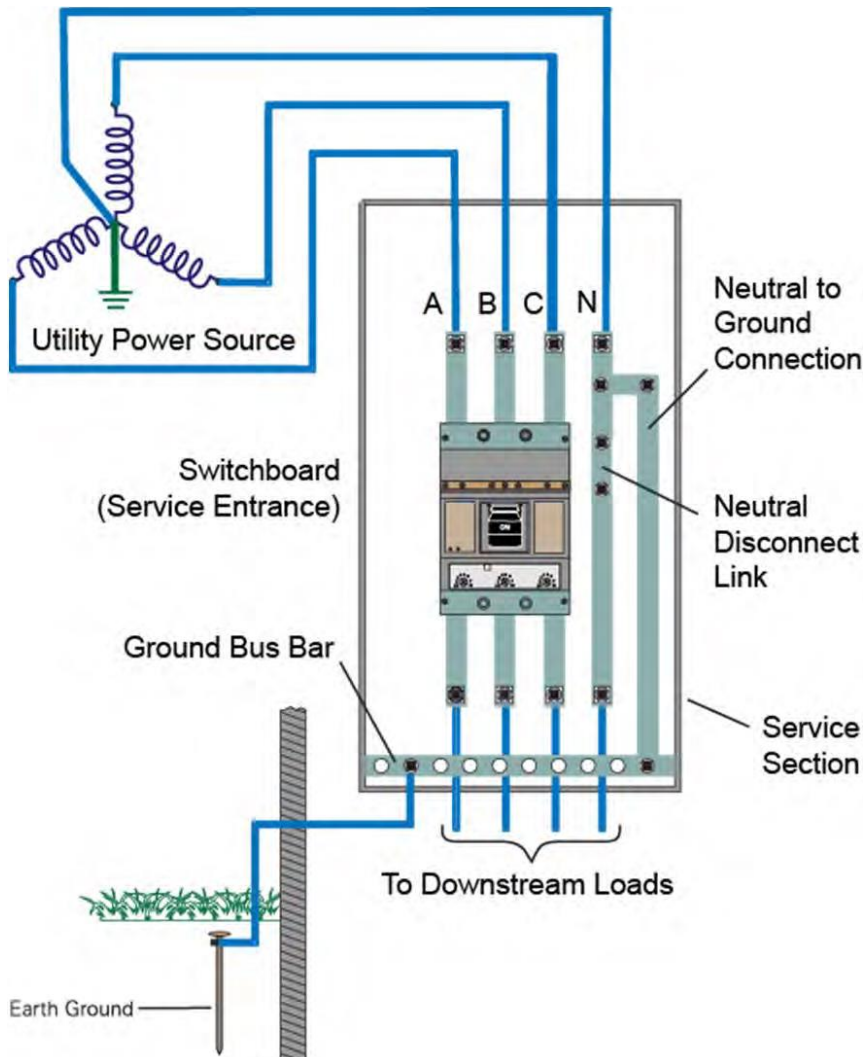 A B C N
Utility Power Source
Neutral to
Ground
Connection
Switchboard
(Service Entrance)
ON
Neutral
Disconnect
Link
Ground Bus Bar
Service
Section
To Downstream Loads
Earth Ground